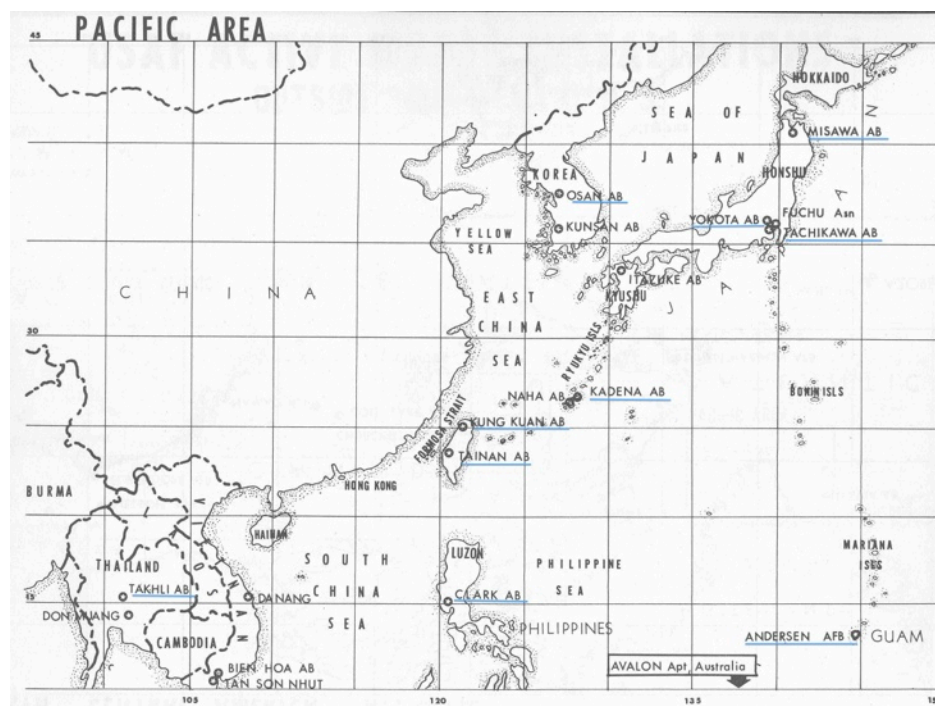 PACIFIC AREA
45
HOKKAIDO
SEA OF
JAPAN
MISAWA AB
HONSHU
KOREA
OSAN AB
KUNSAN AB
YOKOTA AB
FUCHU Asn
TACHIKAWA AB
YELLOW
SEA
ITAZUKE AB
KYUSHU
CHINA
JAPAN
EAST
CHINA
SEA
30
RYUKYU ISLS
BONIN ISLS
NAHA AB
KADENA AB
FORMOSA STRAIT
KUNG KUAN AB
TAINAN AB
HONG KONG
BURMA
HAINAN
LAOS
VIETNAM
THAILAND
SOUTH
CHINA
SEA
LUZON
PHILIPPINE
SEA
MARIANA
ISLS
15
TAKHLI AB
DANANG
CLARK AB
DON MUANG
CAMBODIA
PHILIPPINES
ANDERSEN AFB
GUAM
BIEN HOA AB
TAN SON NHUT
AVALON Apt, Australia
105
120
135